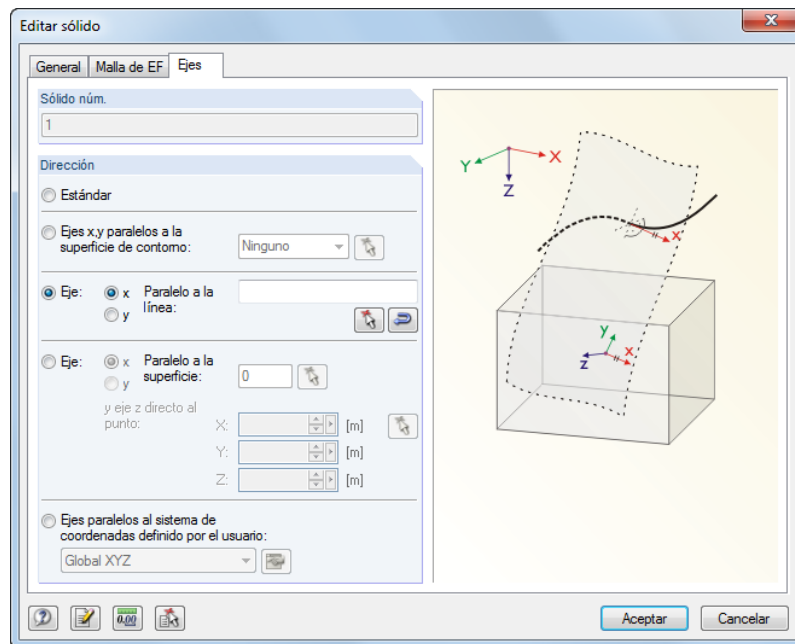 Editar sólido
General Malla de EF Ejes
Sólido núm.
1
Dirección
Estándar
Ejes x,y paralelos a la
superficie de contorno:
Ninguno
Eje: x Paralelo a la
y línea:
Eje: x Paralelo a la
y superficie:
0
y eje z directo al
punto:
X: [m]
Y: [m]
Z: [m]
Ejes paralelos al sistema de
coordenadas definido por el usuario:
Global XYZ
Y X
Z
x
y
z x
0.00
Aceptar Cancelar